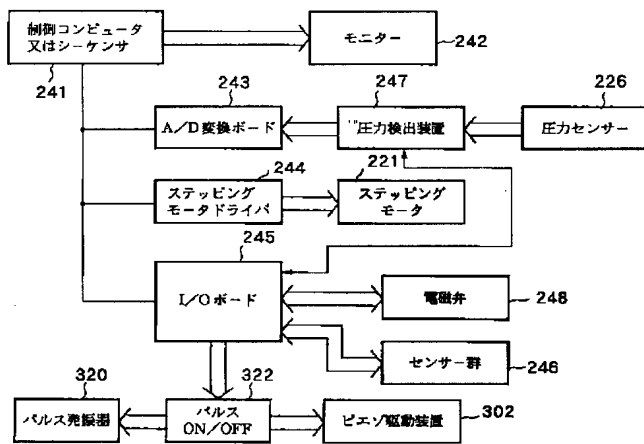 制御コンピュータ
又はシーケンサ
241
モニター
242
243
247
226
A/D変換ボード
圧力検出装置
圧力センサー
244
221
ステッピング
モータドライバ
ステッピング
モータ
245
I/Oボード
電磁弁
248
センサー群
246
320
322
パルス発振器
パルス
ON/OFF
ピエゾ駆動装置
302